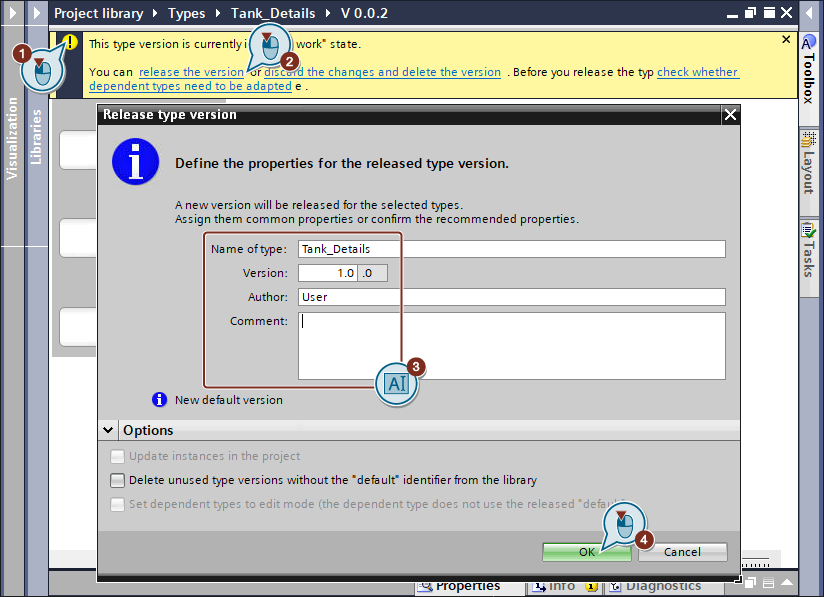 Project library Types Tank_Details V 0.0.2
This type version is currently i work" state.
You can release the version or discard the changes and delete the version . Before you release the typ check whether
dependent types need to be adapted e .
1
2
Visualization
Libraries
Toolbox
Layout
Tasks
Release type version
Define the properties for the released type version.
A new version will be released for the selected types.
Assign them common properties or confirm the recommended properties.
Name of type: Tank_Details
Version: 1.0 .0
Author: User
Comment:
3
AI
New default version
Options
Update instances in the project
Delete unused type versions without the "default" identifier from the library
Set dependent types to edit mode (the dependent type does not use the released "defau
4
OK Cancel
Properties Info Diagnostics